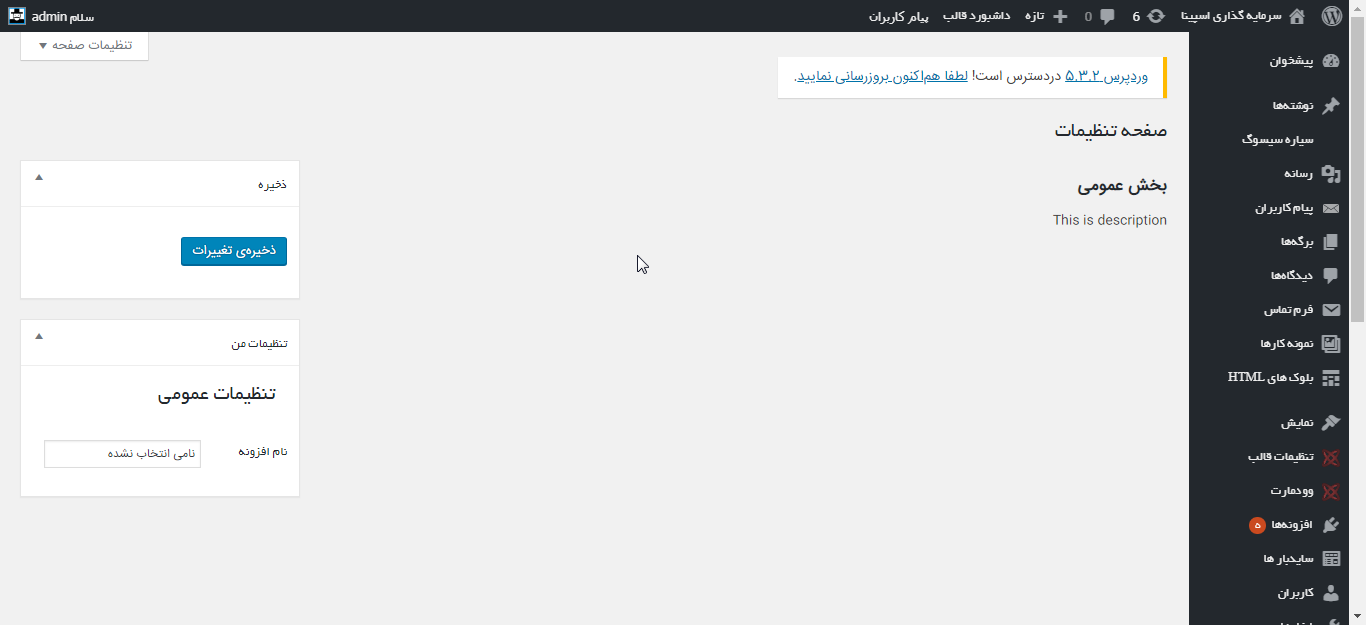 سرمایه گذاری اسپینا
6
0
تازه
داشبورد قالب
پیام کاربران
سلام admin
پیشخوان
نوشته‌ها
سیاره سیسوگ
رسانه
پیام کاربران
برگه‌ها
دیدگاه‌ها
فرم تماس
نمونه کارها
بلوک های HTML
نمایش
تنظیمات قالب
وودمارت
افزونه‌ها ۵
سایدبار ها
کاربران
تنظیمات صفحه
وردپرس ۵.۳.۲ دردسترس است! لطفا هم‌اکنون بروزرسانی نمایید.
صفحه تنظیمات
بخش عمومی
This is description
ذخیره
ذخیره‌ی تغییرات
تنظیمات من
تنظیمات عمومی
نام افزونه
نامی انتخاب نشده